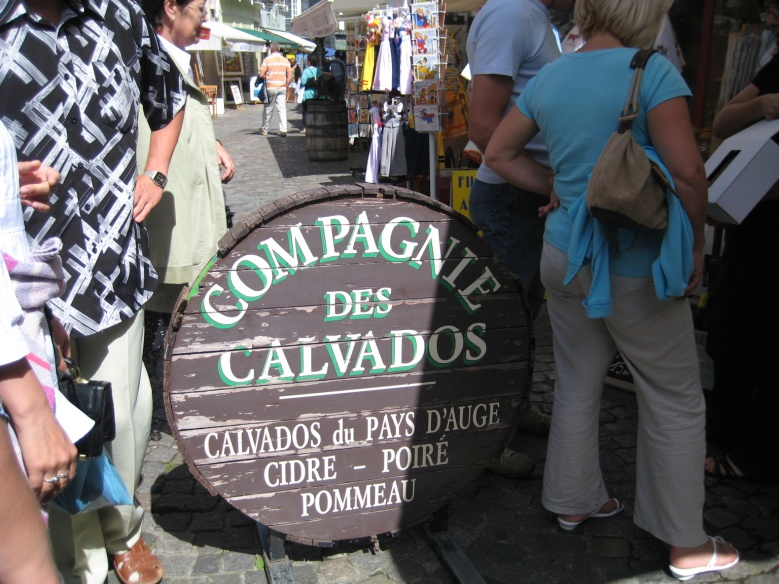 COMPAGNIE
DES
CALVADOS
CALVADOS du PAYS D'AUGE
CIDRE – POIRÉ
POMMEAU